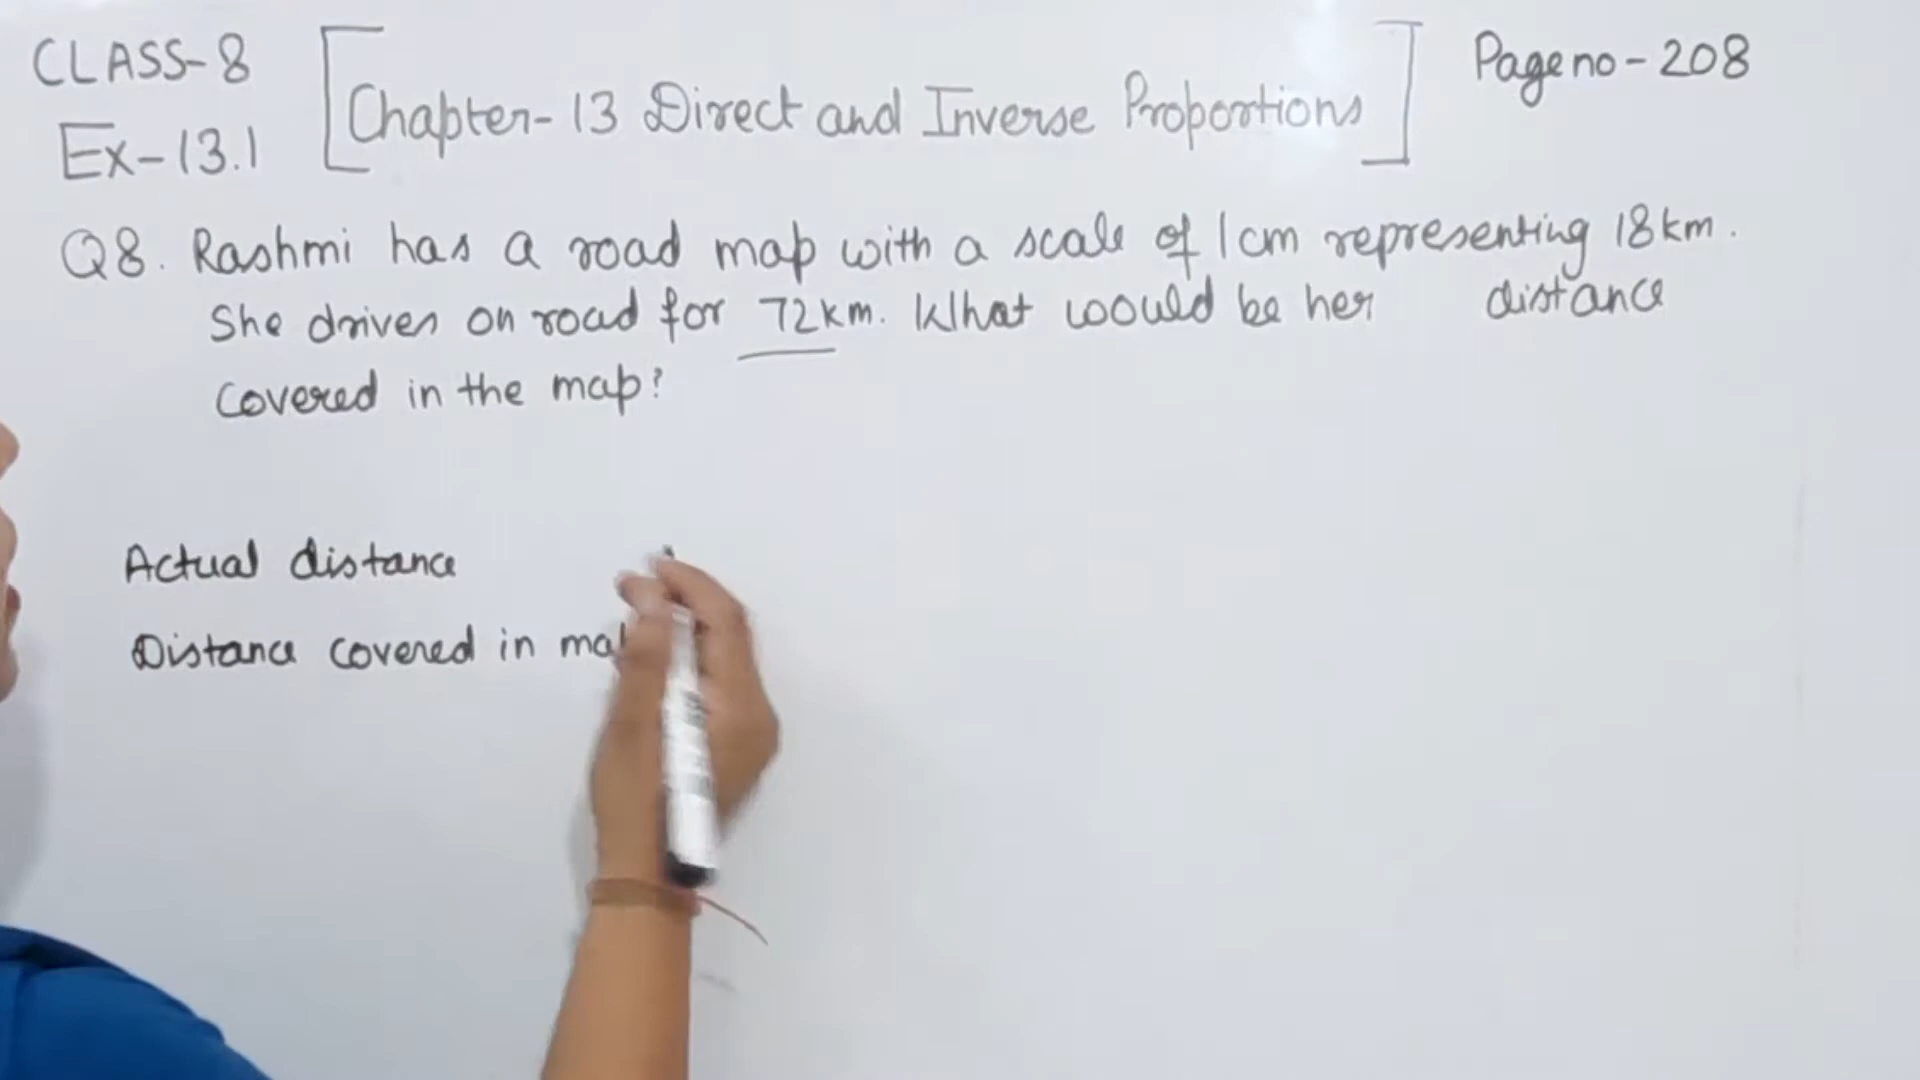 CLASS-8
Ex-13.1
[Chapter-13 Direct and Inverse Proportions]
Page no-208
Q8. Rashmi has a road map with a scale of 1cm representing 18km.
She drives on road for 72km. What would be her distance
covered in the map?
Actual distance
Distance covered in